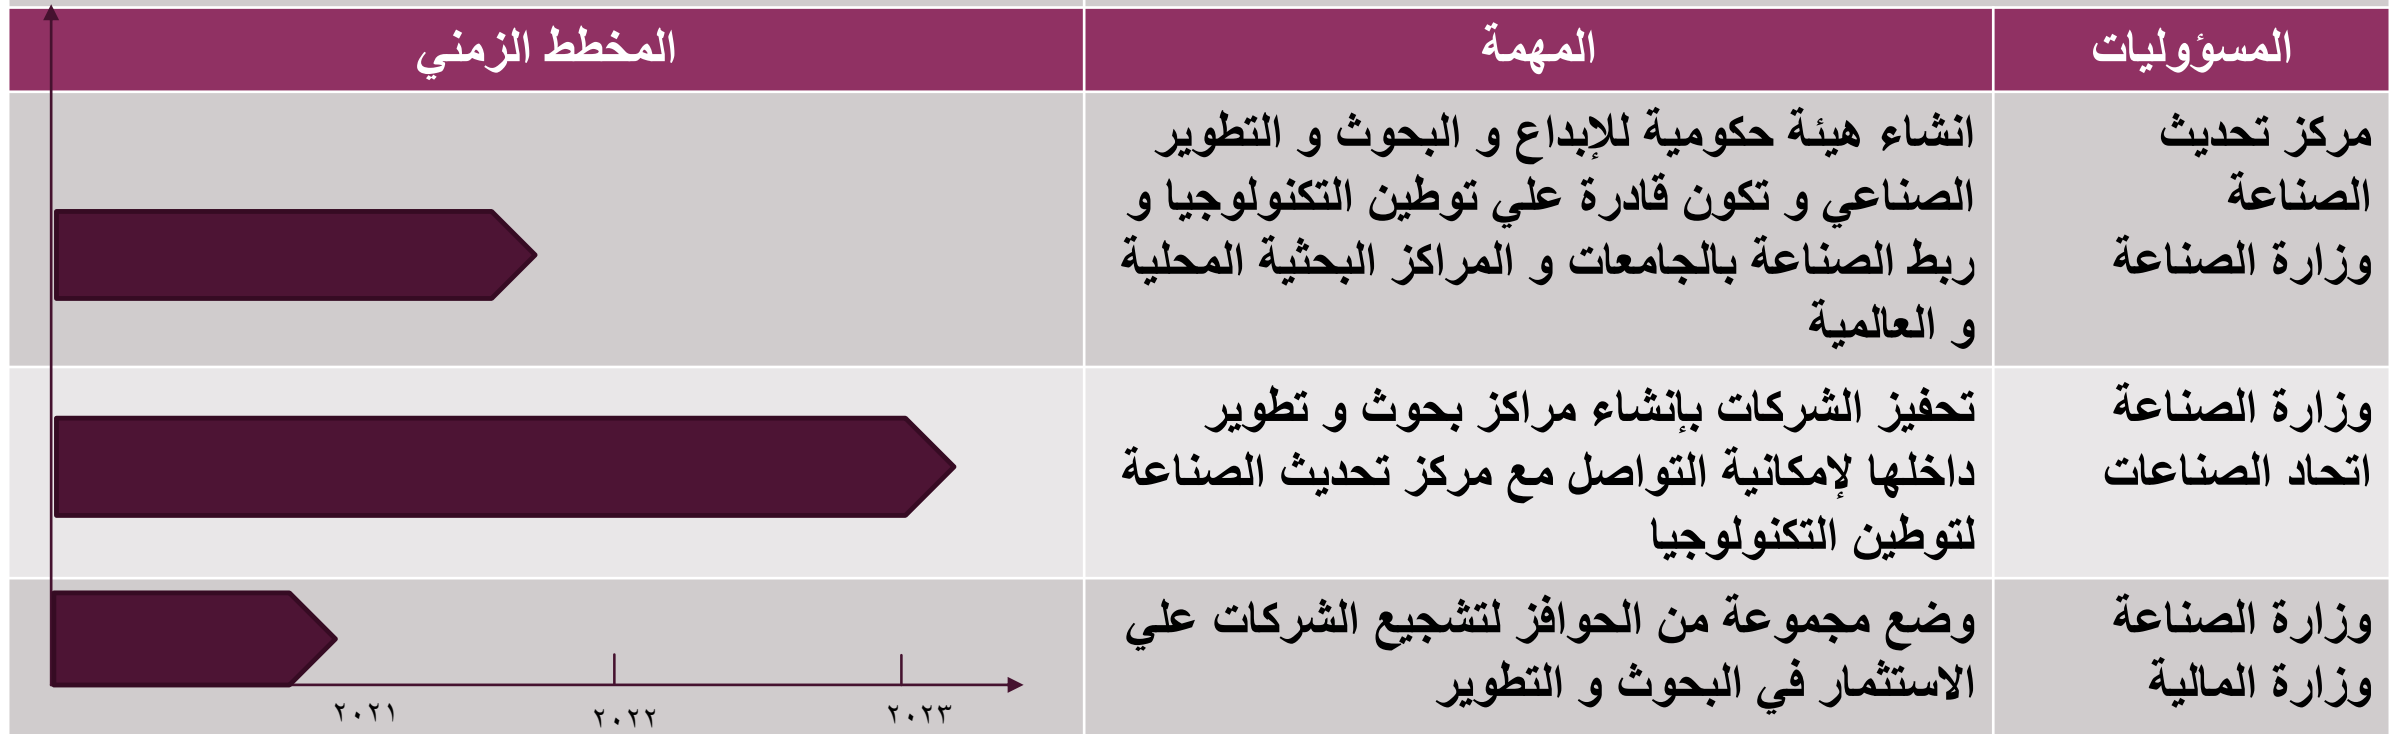 المسؤوليات
المهمة
المخطط الزمني
مركز تحديث
الصناعة
وزارة الصناعة
انشاء هيئة حكومية للإبداع و البحوث و التطوير
الصناعي و تكون قادرة علي توطين التكنولوجيا و
ربط الصناعة بالجامعات و المراكز البحثية المحلية
و العالمية
وزارة الصناعة
اتحاد الصناعات
تحفيز الشركات بإنشاء مراكز بحوث و تطوير
داخلها لإمكانية التواصل مع مركز تحديث الصناعة
لتوطين التكنولوجيا
وزارة الصناعة
وزارة المالية
وضع مجموعة من الحوافز لتشجيع الشركات علي
الاستثمار في البحوث و التطوير
٢٠٢١
٢٠٢٢
٢٠٢٣